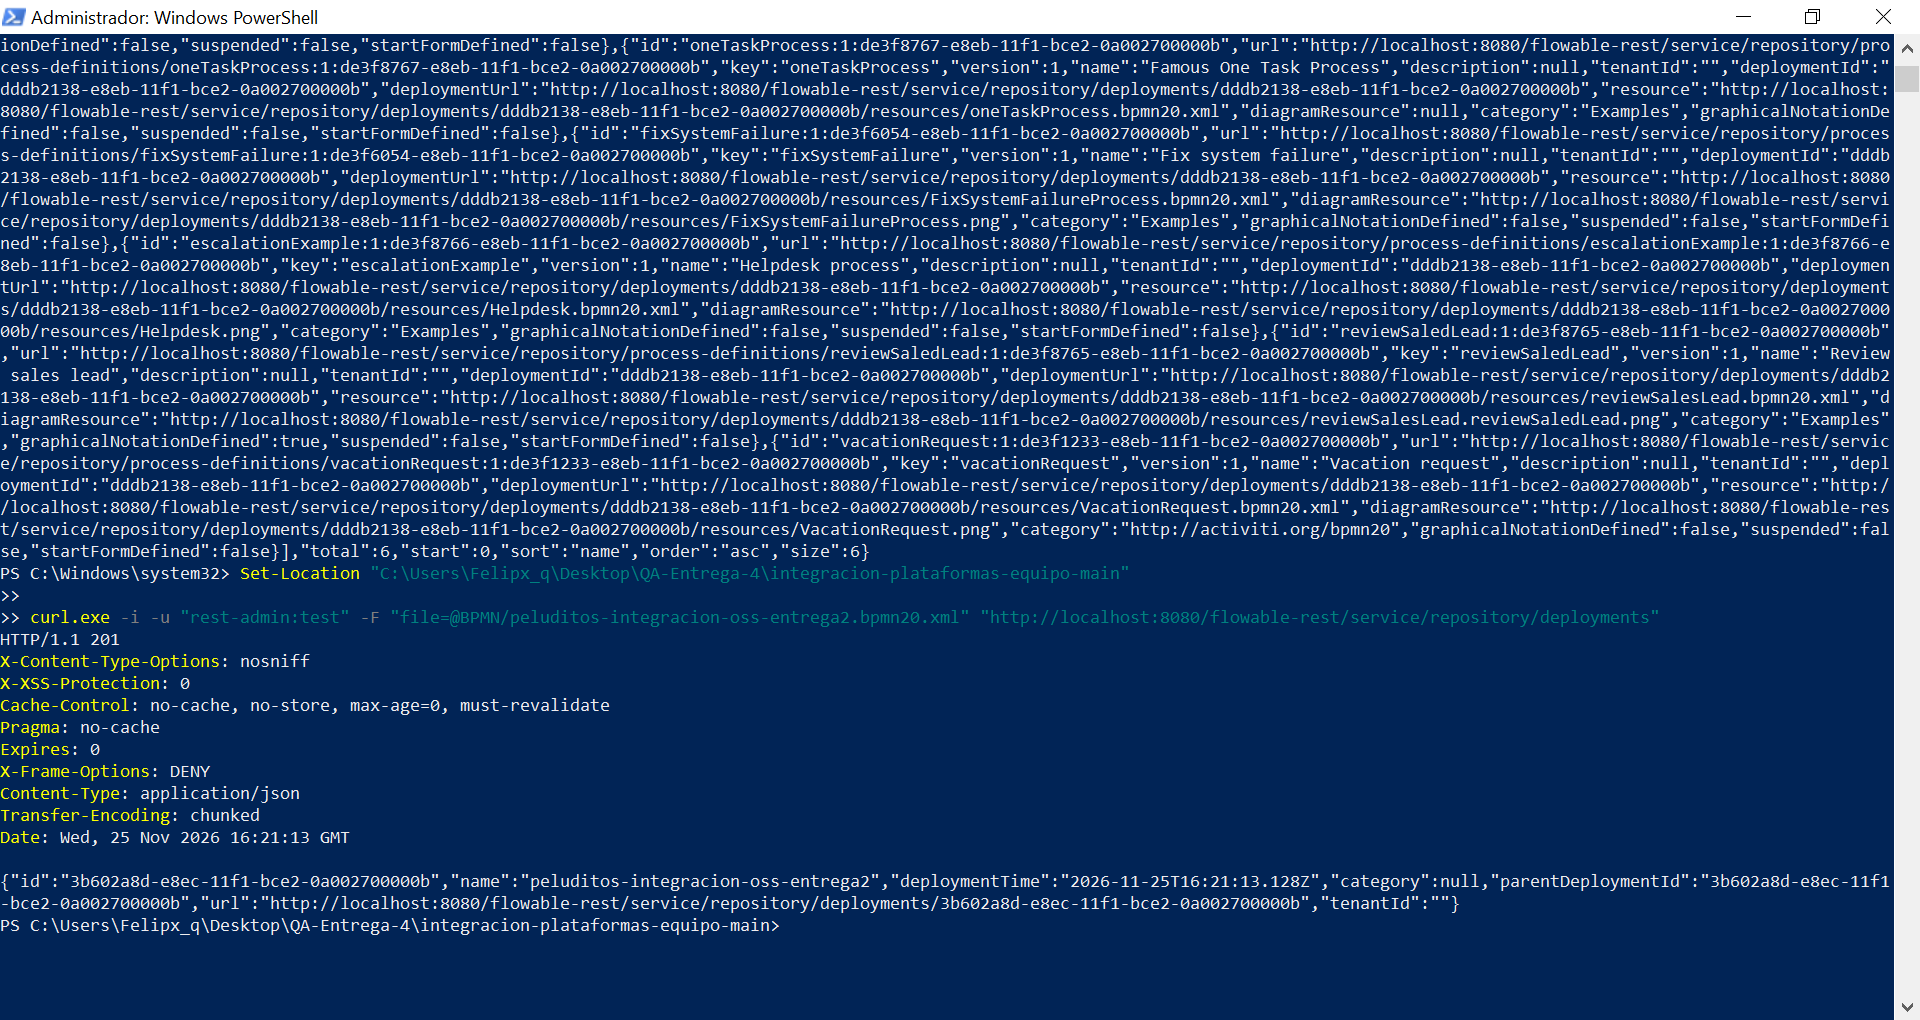 Administrador: Windows PowerShell
ionDefined":false,"suspended":false,"startFormDefined":false},{"id":"oneTaskProcess:1:de3f8767-e8eb-11f1-bce2-0a002700000b","url":"http://localhost:8080/flowable-rest/service/repository/pro
cess-definitions/oneTaskProcess:1:de3f8767-e8eb-11f1-bce2-0a002700000b","key":"oneTaskProcess","version":1,"name":"Famous One Task Process","description":null,"tenantId":"","deploymentId":"
dddb2138-e8eb-11f1-bce2-0a002700000b","deploymentUrl":"http://localhost:8080/flowable-rest/service/repository/deployments/dddb2138-e8eb-11f1-bce2-0a002700000b","resource":"http://localhost:
8080/flowable-rest/service/repository/deployments/dddb2138-e8eb-11f1-bce2-0a002700000b/resources/oneTaskProcess.bpmn20.xml","diagramResource":null,"category":"Examples","graphicalNotationDe
fined":false,"suspended":false,"startFormDefined":false},{"id":"fixSystemFailure:1:de3f6054-e8eb-11f1-bce2-0a002700000b","url":"http://localhost:8080/flowable-rest/service/repository/proces
s-definitions/fixSystemFailure:1:de3f6054-e8eb-11f1-bce2-0a002700000b","key":"fixSystemFailure","version":1,"name":"Fix system failure","description":null,"tenantId":"","deploymentId":"dddb
2138-e8eb-11f1-bce2-0a002700000b","deploymentUrl":"http://localhost:8080/flowable-rest/service/repository/deployments/dddb2138-e8eb-11f1-bce2-0a002700000b","resource":"http://localhost:8080
/flowable-rest/service/repository/deployments/dddb2138-e8eb-11f1-bce2-0a002700000b/resources/FixSystemFailureProcess.bpmn20.xml","diagramResource":"http://localhost:8080/flowable-rest/servi
ce/repository/deployments/dddb2138-e8eb-11f1-bce2-0a002700000b/resources/FixSystemFailureProcess.png","category":"Examples","graphicalNotationDefined":false,"suspended":false,"startFormDefi
ned":false},{"id":"escalationExample:1:de3f8766-e8eb-11f1-bce2-0a002700000b","url":"http://localhost:8080/flowable-rest/service/repository/process-definitions/escalationExample:1:de3f8766-e
8eb-11f1-bce2-0a002700000b","key":"escalationExample","version":1,"name":"Helpdesk process","description":null,"tenantId":"","deploymentId":"dddb2138-e8eb-11f1-bce2-0a002700000b","deploymen
tUrl":"http://localhost:8080/flowable-rest/service/repository/deployments/dddb2138-e8eb-11f1-bce2-0a002700000b","resource":"http://localhost:8080/flowable-rest/service/repository/deployment
s/dddb2138-e8eb-11f1-bce2-0a002700000b/resources/Helpdesk.bpmn20.xml","diagramResource":"http://localhost:8080/flowable-rest/service/repository/deployments/dddb2138-e8eb-11f1-bce2-0a0027000
00b/resources/Helpdesk.png","category":"Examples","graphicalNotationDefined":false,"suspended":false,"startFormDefined":false},{"id":"reviewSaledLead:1:de3f8765-e8eb-11f1-bce2-0a002700000b"
,"url":"http://localhost:8080/flowable-rest/service/repository/process-definitions/reviewSaledLead:1:de3f8765-e8eb-11f1-bce2-0a002700000b","key":"reviewSaledLead","version":1,"name":"Review
 sales lead","description":null,"tenantId":"","deploymentId":"dddb2138-e8eb-11f1-bce2-0a002700000b","deploymentUrl":"http://localhost:8080/flowable-rest/service/repository/deployments/dddb2
138-e8eb-11f1-bce2-0a002700000b","resource":"http://localhost:8080/flowable-rest/service/repository/deployments/dddb2138-e8eb-11f1-bce2-0a002700000b/resources/reviewSalesLead.bpmn20.xml","d
iagramResource":"http://localhost:8080/flowable-rest/service/repository/deployments/dddb2138-e8eb-11f1-bce2-0a002700000b/resources/reviewSalesLead.reviewSaledLead.png","category":"Examples"
,"graphicalNotationDefined":true,"suspended":false,"startFormDefined":false},{"id":"vacationRequest:1:de3f1233-e8eb-11f1-bce2-0a002700000b","url":"http://localhost:8080/flowable-rest/servic
e/repository/process-definitions/vacationRequest:1:de3f1233-e8eb-11f1-bce2-0a002700000b","key":"vacationRequest","version":1,"name":"Vacation request","description":null,"tenantId":"","depl
oymentId":"dddb2138-e8eb-11f1-bce2-0a002700000b","deploymentUrl":"http://localhost:8080/flowable-rest/service/repository/deployments/dddb2138-e8eb-11f1-bce2-0a002700000b","resource":"http:/
/localhost:8080/flowable-rest/service/repository/deployments/dddb2138-e8eb-11f1-bce2-0a002700000b/resources/VacationRequest.bpmn20.xml","diagramResource":"http://localhost:8080/flowable-res
t/service/repository/deployments/dddb2138-e8eb-11f1-bce2-0a002700000b/resources/VacationRequest.png","category":"http://activiti.org/bpmn20","graphicalNotationDefined":false,"suspended":fal
se,"startFormDefined":false}],"total":6,"start":0,"sort":"name","order":"asc","size":6}
PS C:\Windows\system32> Set-Location "C:\Users\Felipx_q\Desktop\QA-Entrega-4\integracion-plataformas-equipo-main"
>>
>> curl.exe -i -u "rest-admin:test" -F "file=@BPMN/peluditos-integracion-oss-entrega2.bpmn20.xml" "http://localhost:8080/flowable-rest/service/repository/deployments"
HTTP/1.1 201
X-Content-Type-Options: nosniff
X-XSS-Protection: 0
Cache-Control: no-cache, no-store, max-age=0, must-revalidate
Pragma: no-cache
Expires: 0
X-Frame-Options: DENY
Content-Type: application/json
Transfer-Encoding: chunked
Date: Wed, 25 Nov 2026 16:21:13 GMT

{"id":"3b602a8d-e8ec-11f1-bce2-0a002700000b","name":"peluditos-integracion-oss-entrega2","deploymentTime":"2026-11-25T16:21:13.128Z","category":null,"parentDeploymentId":"3b602a8d-e8ec-11f1
-bce2-0a002700000b","url":"http://localhost:8080/flowable-rest/service/repository/deployments/3b602a8d-e8ec-11f1-bce2-0a002700000b","tenantId":""}
PS C:\Users\Felipx_q\Desktop\QA-Entrega-4\integracion-plataformas-equipo-main>